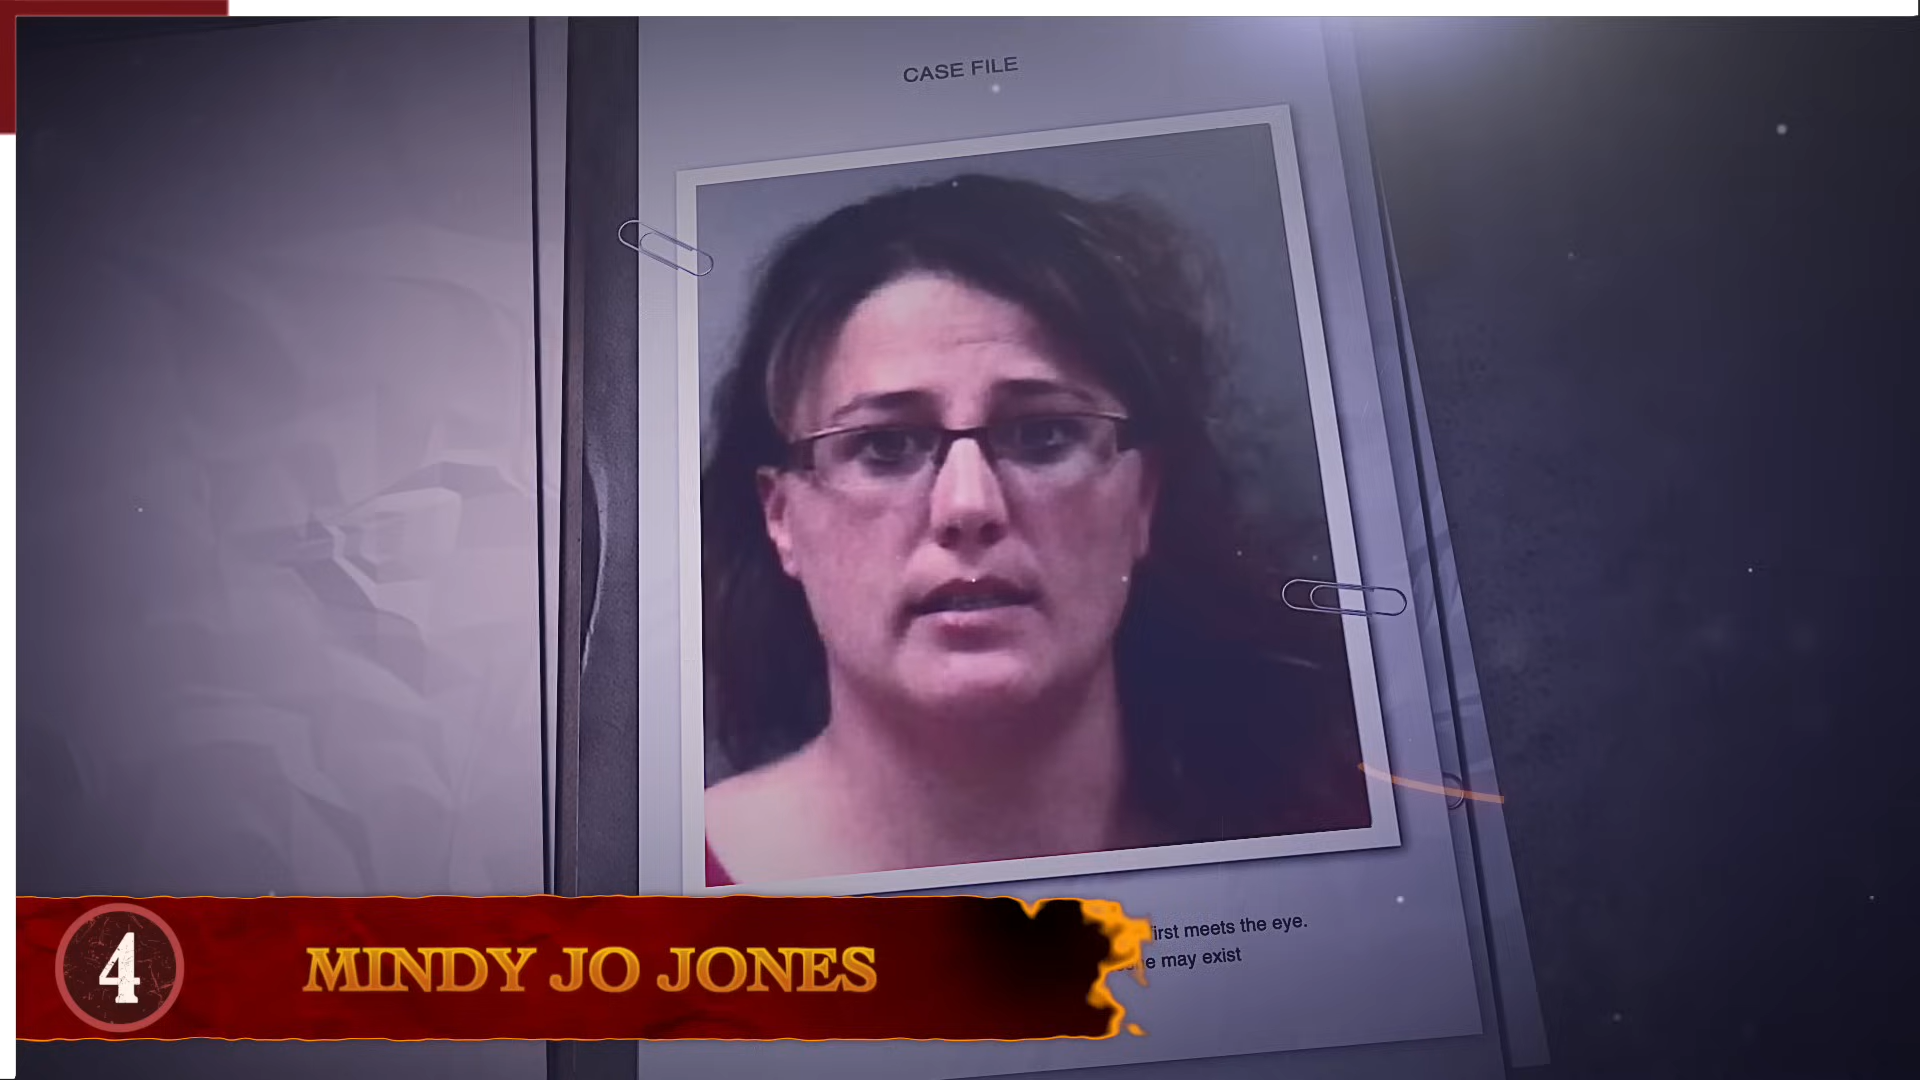 CASE FILE
first meets the eye.
may exist
4
MINDY JO JONES